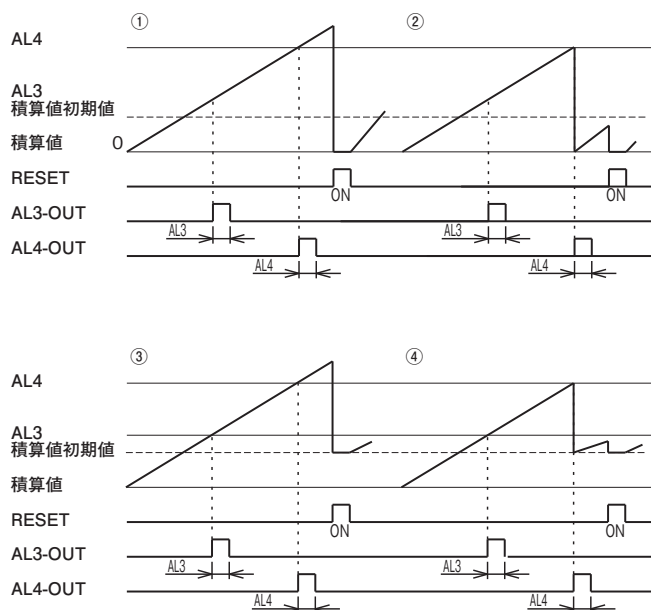 AL4
①
②
AL3
積算値初期値
積算値 0
RESET
ON
ON
AL3-OUT
AL3
AL3
AL4-OUT
AL4
AL4
③
④
AL4
AL3
積算値初期値
積算値
RESET
ON
ON
AL3-OUT
AL3
AL3
AL4-OUT
AL4
AL4